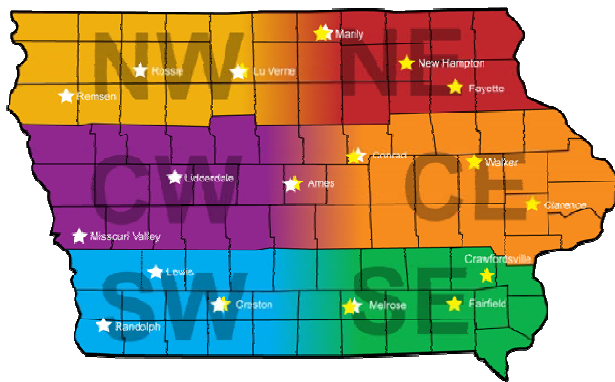 NW
NE
Manly
Rossie
Lu Verne
New Hampton
Fayette
Remsen
CW
CE
Conrad
Walker
Lidderdale
Ames
Clarence
Missouri Valley
Crawfordsville
SW
SE
Lewis
Creston
Melrose
Fairfield
Randolph